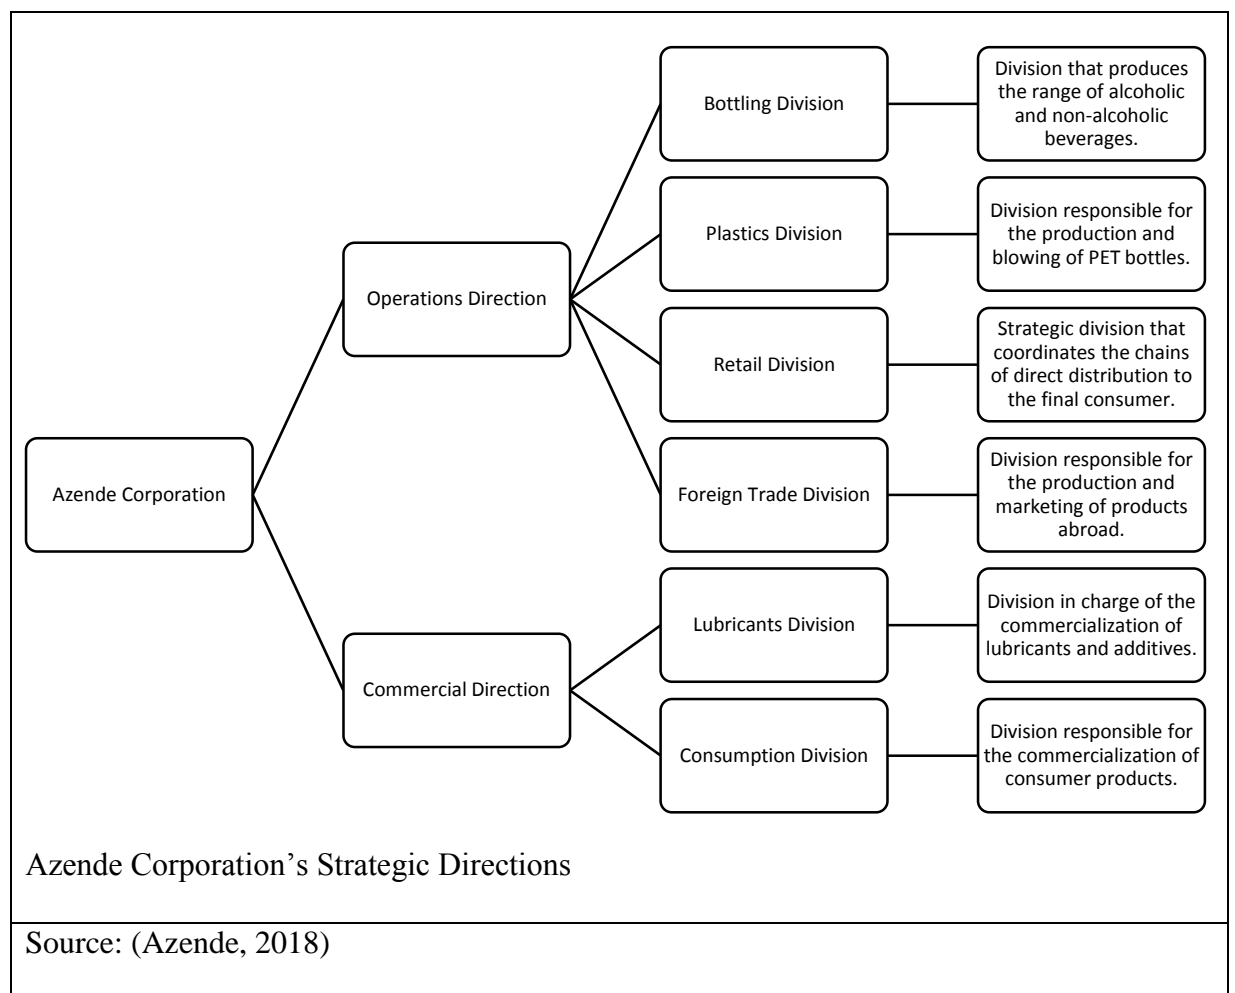 Bottling Division
Division that produces
the range of alcoholic
and non-alcoholic
beverages.
Plastics Division
Division responsible for
the production and
blowing of PET bottles.
Operations Direction
Retail Division
Strategic division that
coordinates the chains
of direct distribution to
the final consumer.
Azende Corporation
Foreign Trade Division
Division responsible for
the production and
marketing of products
abroad.
Lubricants Division
Division in charge of the
commercialization of
lubricants and additives.
Commercial Direction
Consumption Division
Division responsible for
the commercialization of
consumer products.
Azende Corporation’s Strategic Directions
Source: (Azende, 2018)